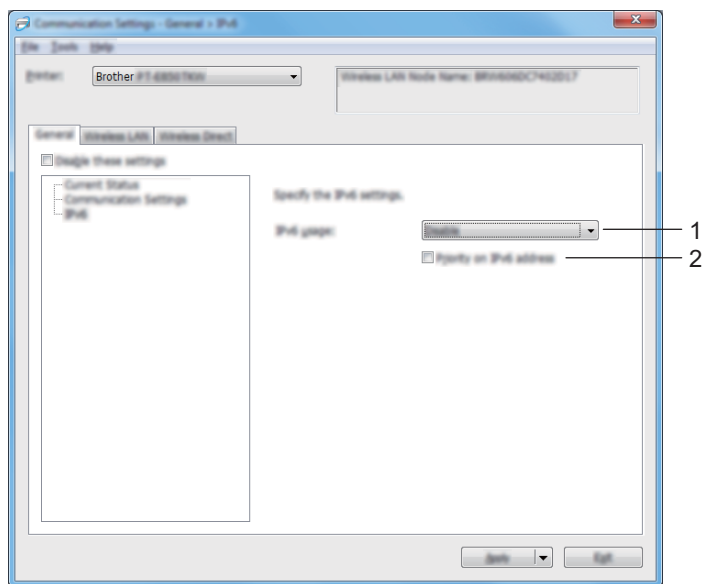 Communication Settings - General > IPv6
File Tools Help
Printer:
Brother
Wireless LAN Node Name:
General
Wireless LAN
Wireless Direct
Disable these settings
Current Status
Communication Settings
IPv6
Specify the IPv6 settings.
IPv6 usage:
Disable
1
Priority on IPv6 address
2
Apply
Exit